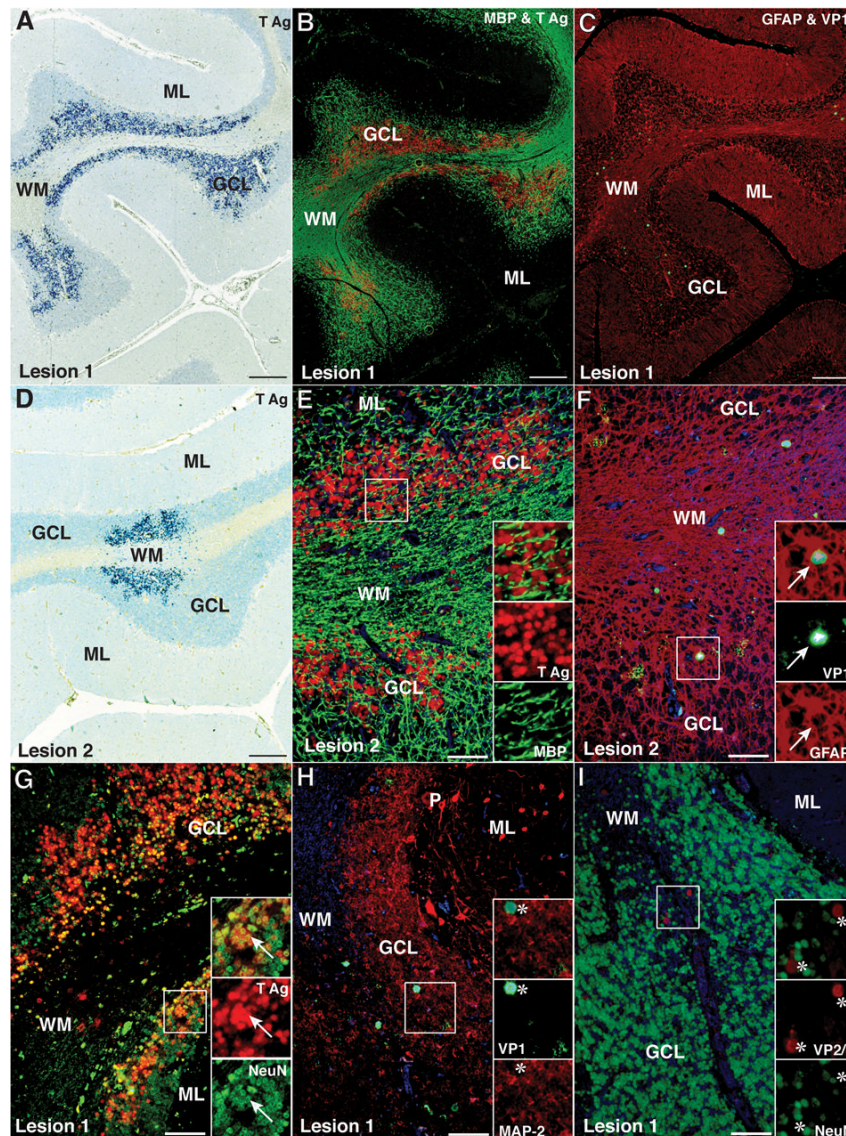 A
T Ag
ML
GCL
WM
Lesion 1
B
MBP & T Ag
GCL
WM
ML
Lesion 1
C
GFAP & VP1
WM
ML
GCL
Lesion 1
D
T Ag
ML
GCL
WM
GCL
ML
Lesion 2
E
ML
GCL
WM
T Ag
GCL
Lesion 2
MBP
F
GCL
WM
VP1
GCL
Lesion 2
GFAP
G
GCL
T Ag
WM
NeuN
ML
Lesion 1
H
P
ML
WM
GCL
*
*
VP1
*
Lesion 1
MAP-2
I
ML
WM
*
*
*
VP2/
*
GCL
*
*
Lesion 1
NeuN